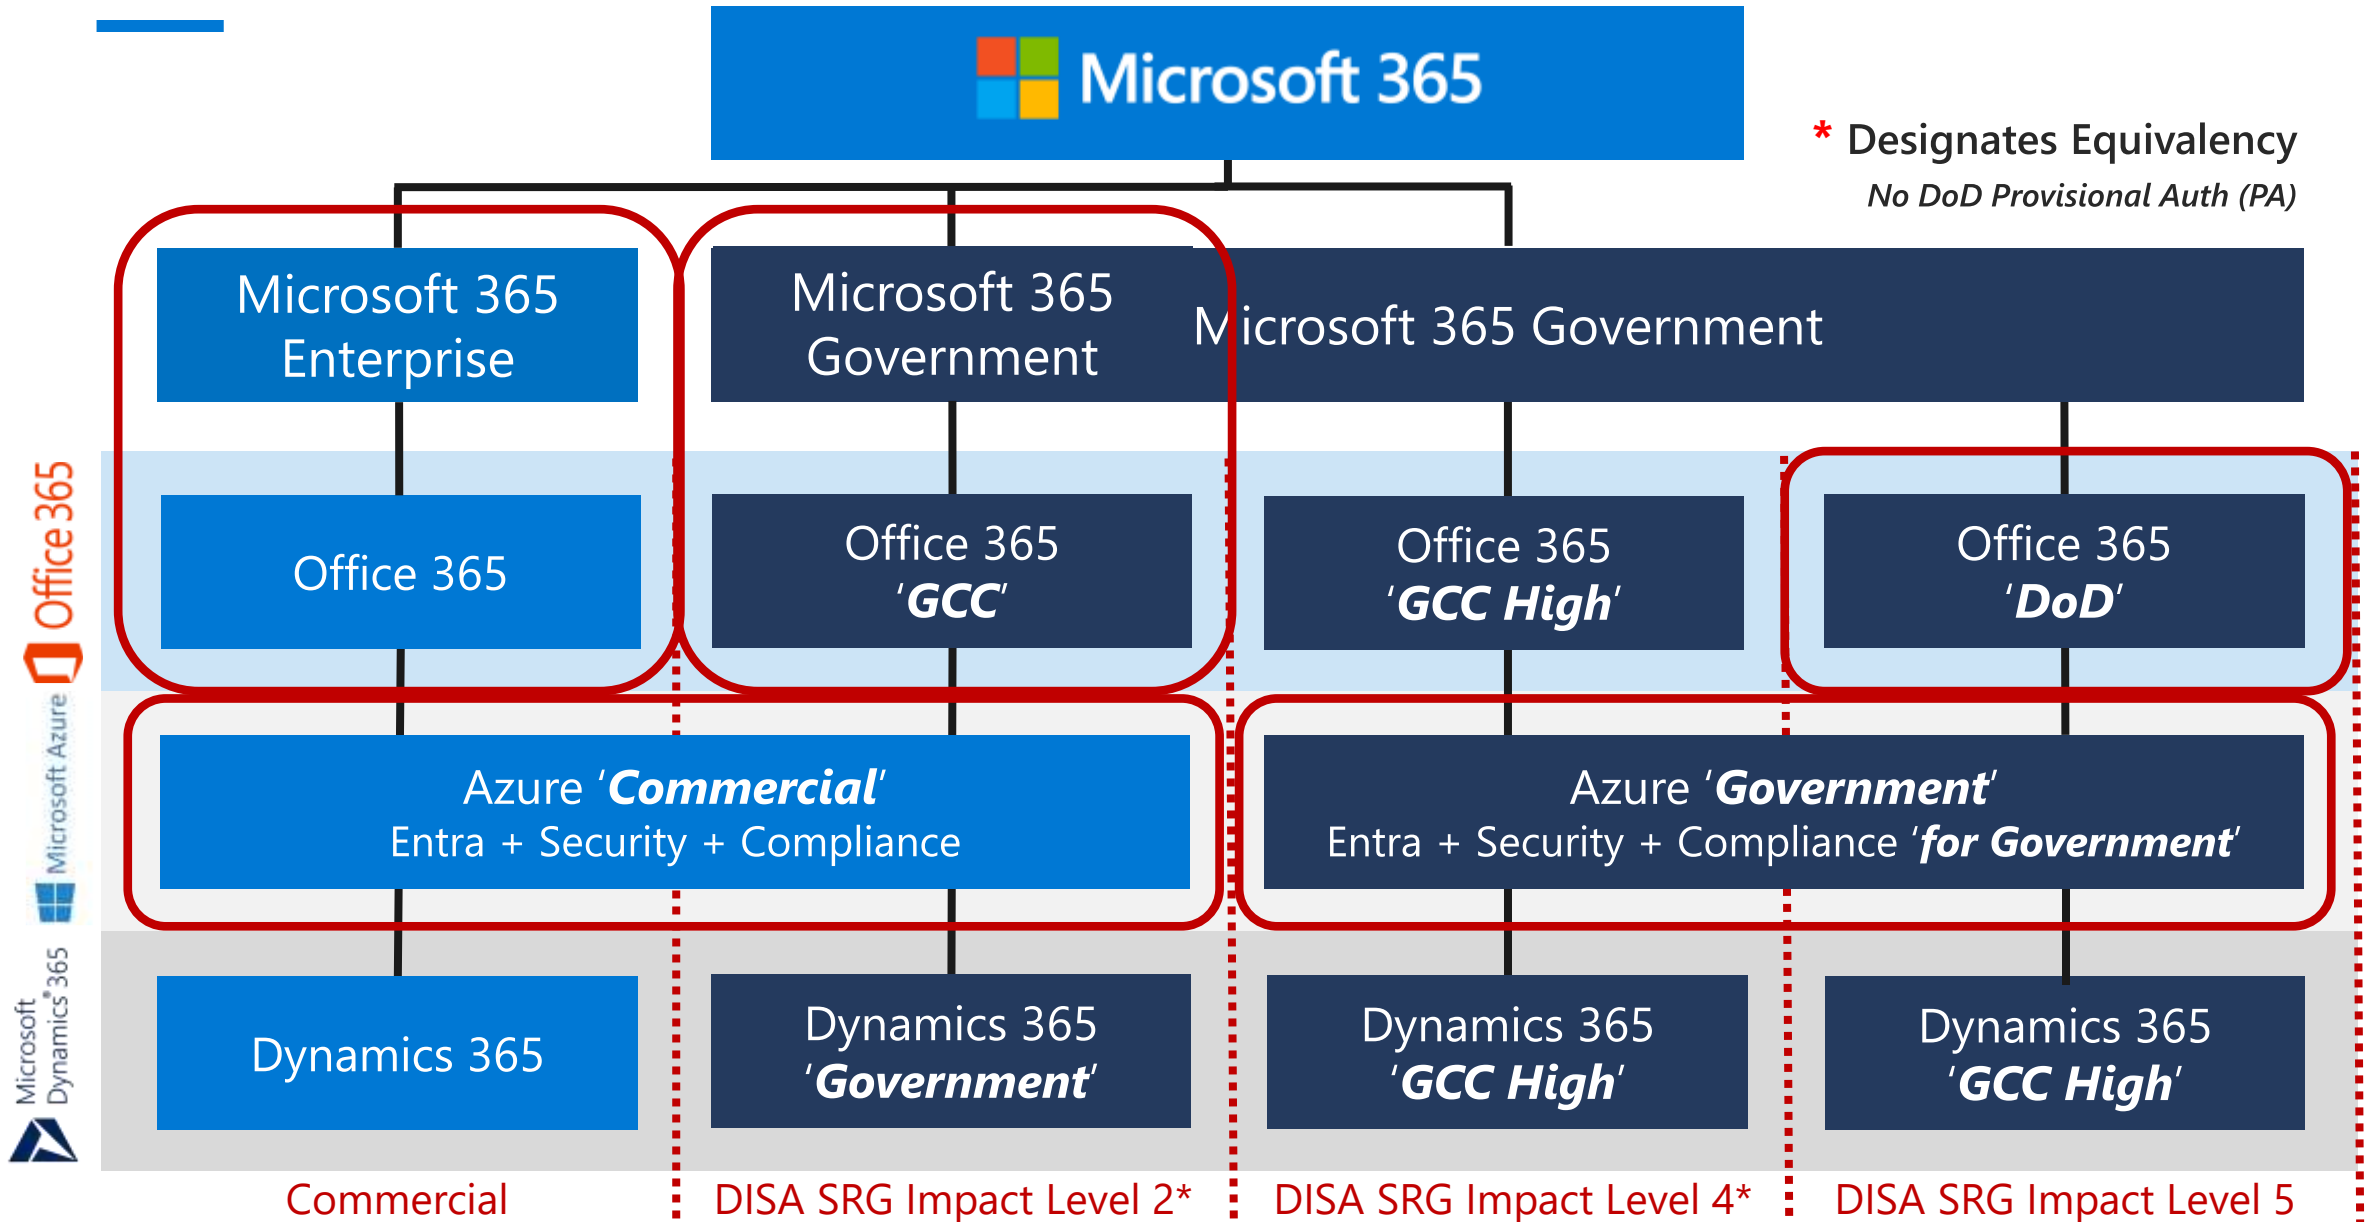 Microsoft 365
* Designates Equivalency
No DoD Provisional Auth (PA)
Microsoft 365
Enterprise
Microsoft 365
Government
Microsoft 365 Government
Office 365
Office 365
Office 365
‘GCC’
Office 365
‘GCC High’
Office 365
‘DoD’
Microsoft Azure
Azure ‘Commercial’
Entra + Security + Compliance
Azure ‘Government’
Entra + Security + Compliance ‘for Government’
Microsoft
Dynamics®365
Dynamics 365
Dynamics 365
‘Government’
Dynamics 365
‘GCC High’
Dynamics 365
‘GCC High’
Commercial
DISA SRG Impact Level 2*
DISA SRG Impact Level 4*
DISA SRG Impact Level 5